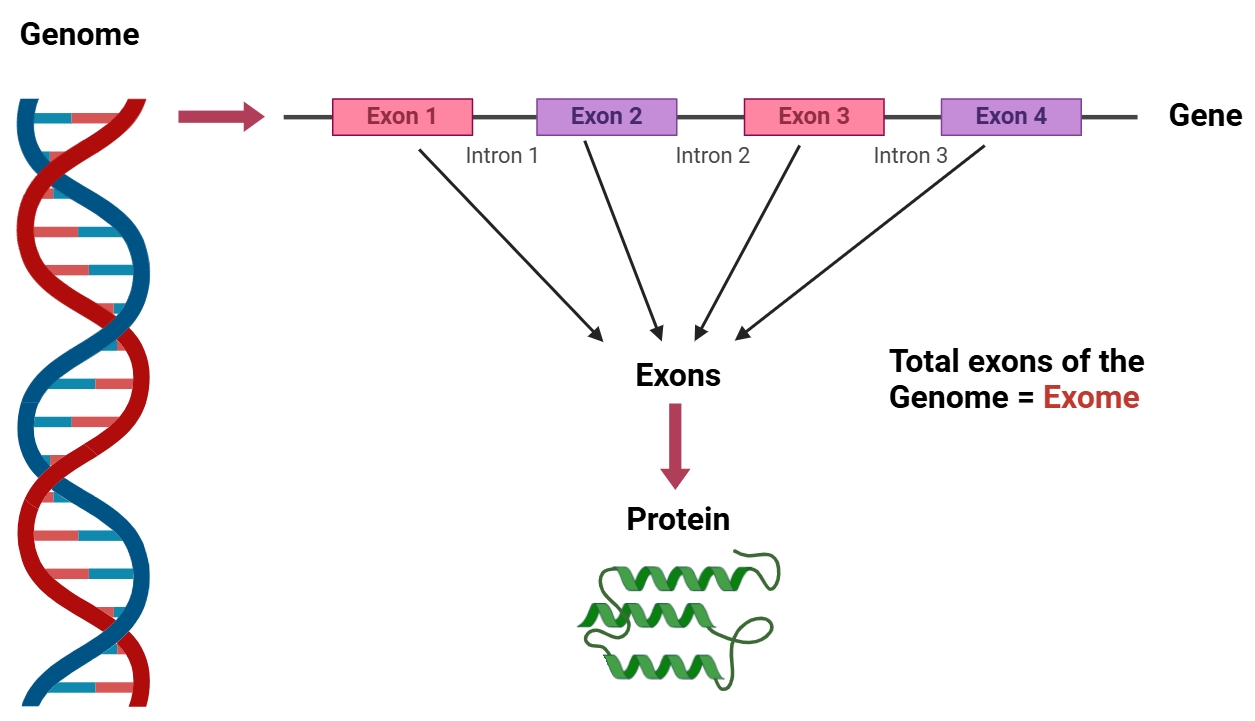 Genome
Exon 1
Exon 2
Exon 3
Exon 4
Gene
Intron 1
Intron 2
Intron 3
Exons
Total exons of the
Genome = Exome
Protein